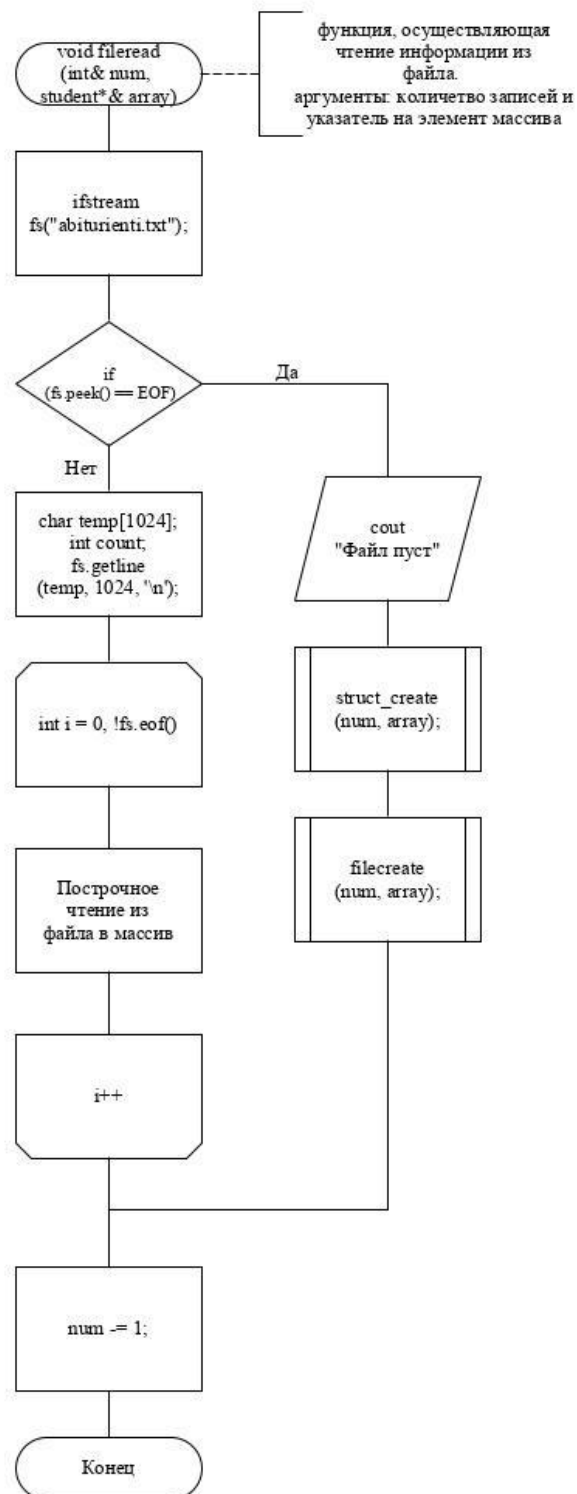 void fileread
(int& num,
student*& array)
функция, осуществляющая
чтение информации из
файла.
аргументы: количетво записей и
указатель на элемент массива
ifstream
fs("abiturienti.txt");
if
(fs.peek() == EOF)
Да
Нет
char temp[1024];
int count;
fs.getline
(temp, 1024, '\n');
cout
"Файл пуст"
int i = 0, !fs.eof()
struct_create
(num, array);
Построчное
чтение из
файла в массив
filecreate
(num, array);
i++
num -= 1;
Конец